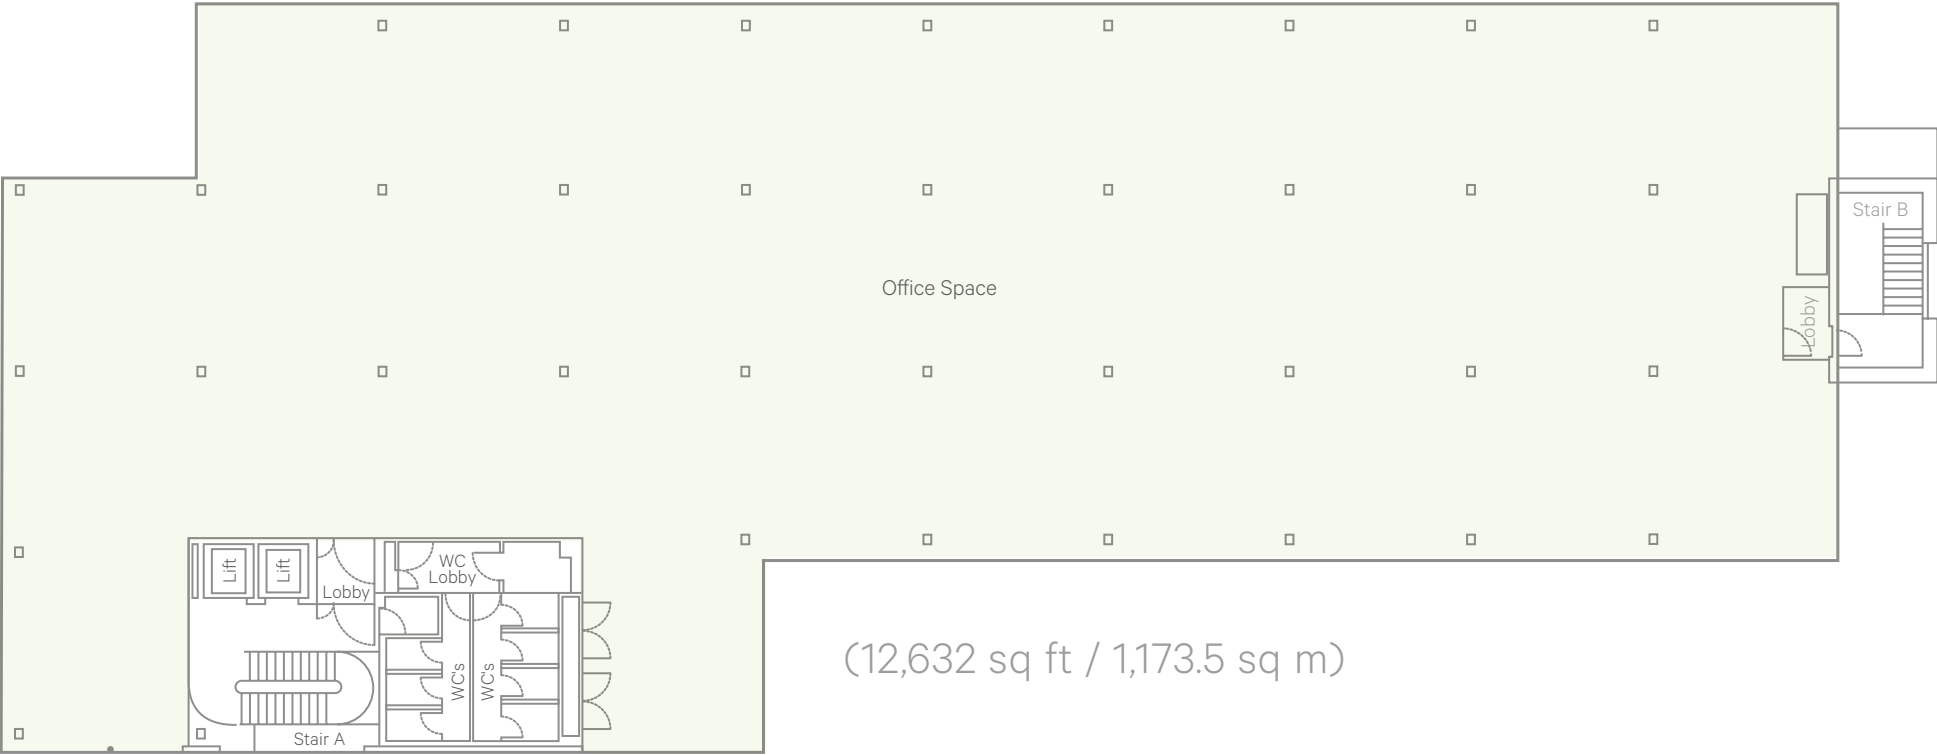 Stair B
Office Space
Lobby
Lift
Lift
Lobby
WC
Lobby
WC's
WC's
Stair A
(12,632 sq ft / 1,173.5 sq m)